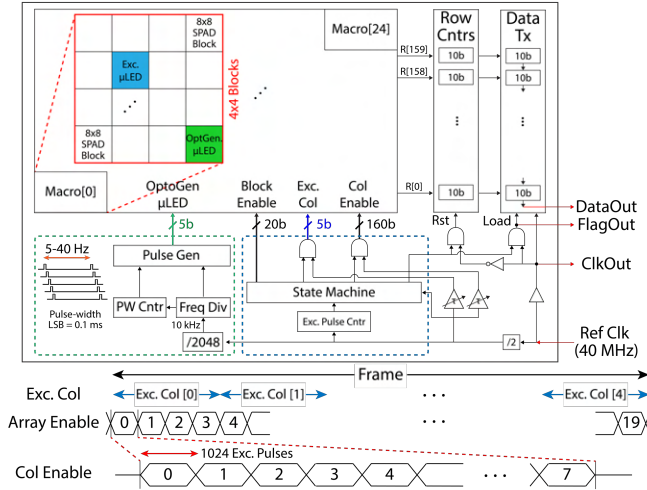 8x8
SPAD
Block
Exc.
μLED
8x8
SPAD
Block
OptGen.
μLED
4x4 Blocks
Macro[24]
Macro[0]
Row
Cntrs
Data
Tx
R[159]
10b
10b
R[158]
10b
10b
R[0]
10b
10b
OptoGen
μLED
Block
Enable
Exc.
Col
Col
Enable
5b
20b
5b
160b
Rst
Load
DataOut
FlagOut
ClkOut
Ref Clk
(40 MHz)
5-40 Hz
Pulse-width
LSB = 0.1 ms
Pulse Gen
PW Cntr
Freq Div
10 kHz
/2048
State Machine
Exc. Pulse Cntr
/2
Frame
Exc. Col
Exc. Col [0]
Exc. Col [1]
...
Exc. Col [4]
Array Enable
0
1
2
3
4
...
19
1024 Exc. Pulses
Col Enable
0
1
2
3
4
...
7